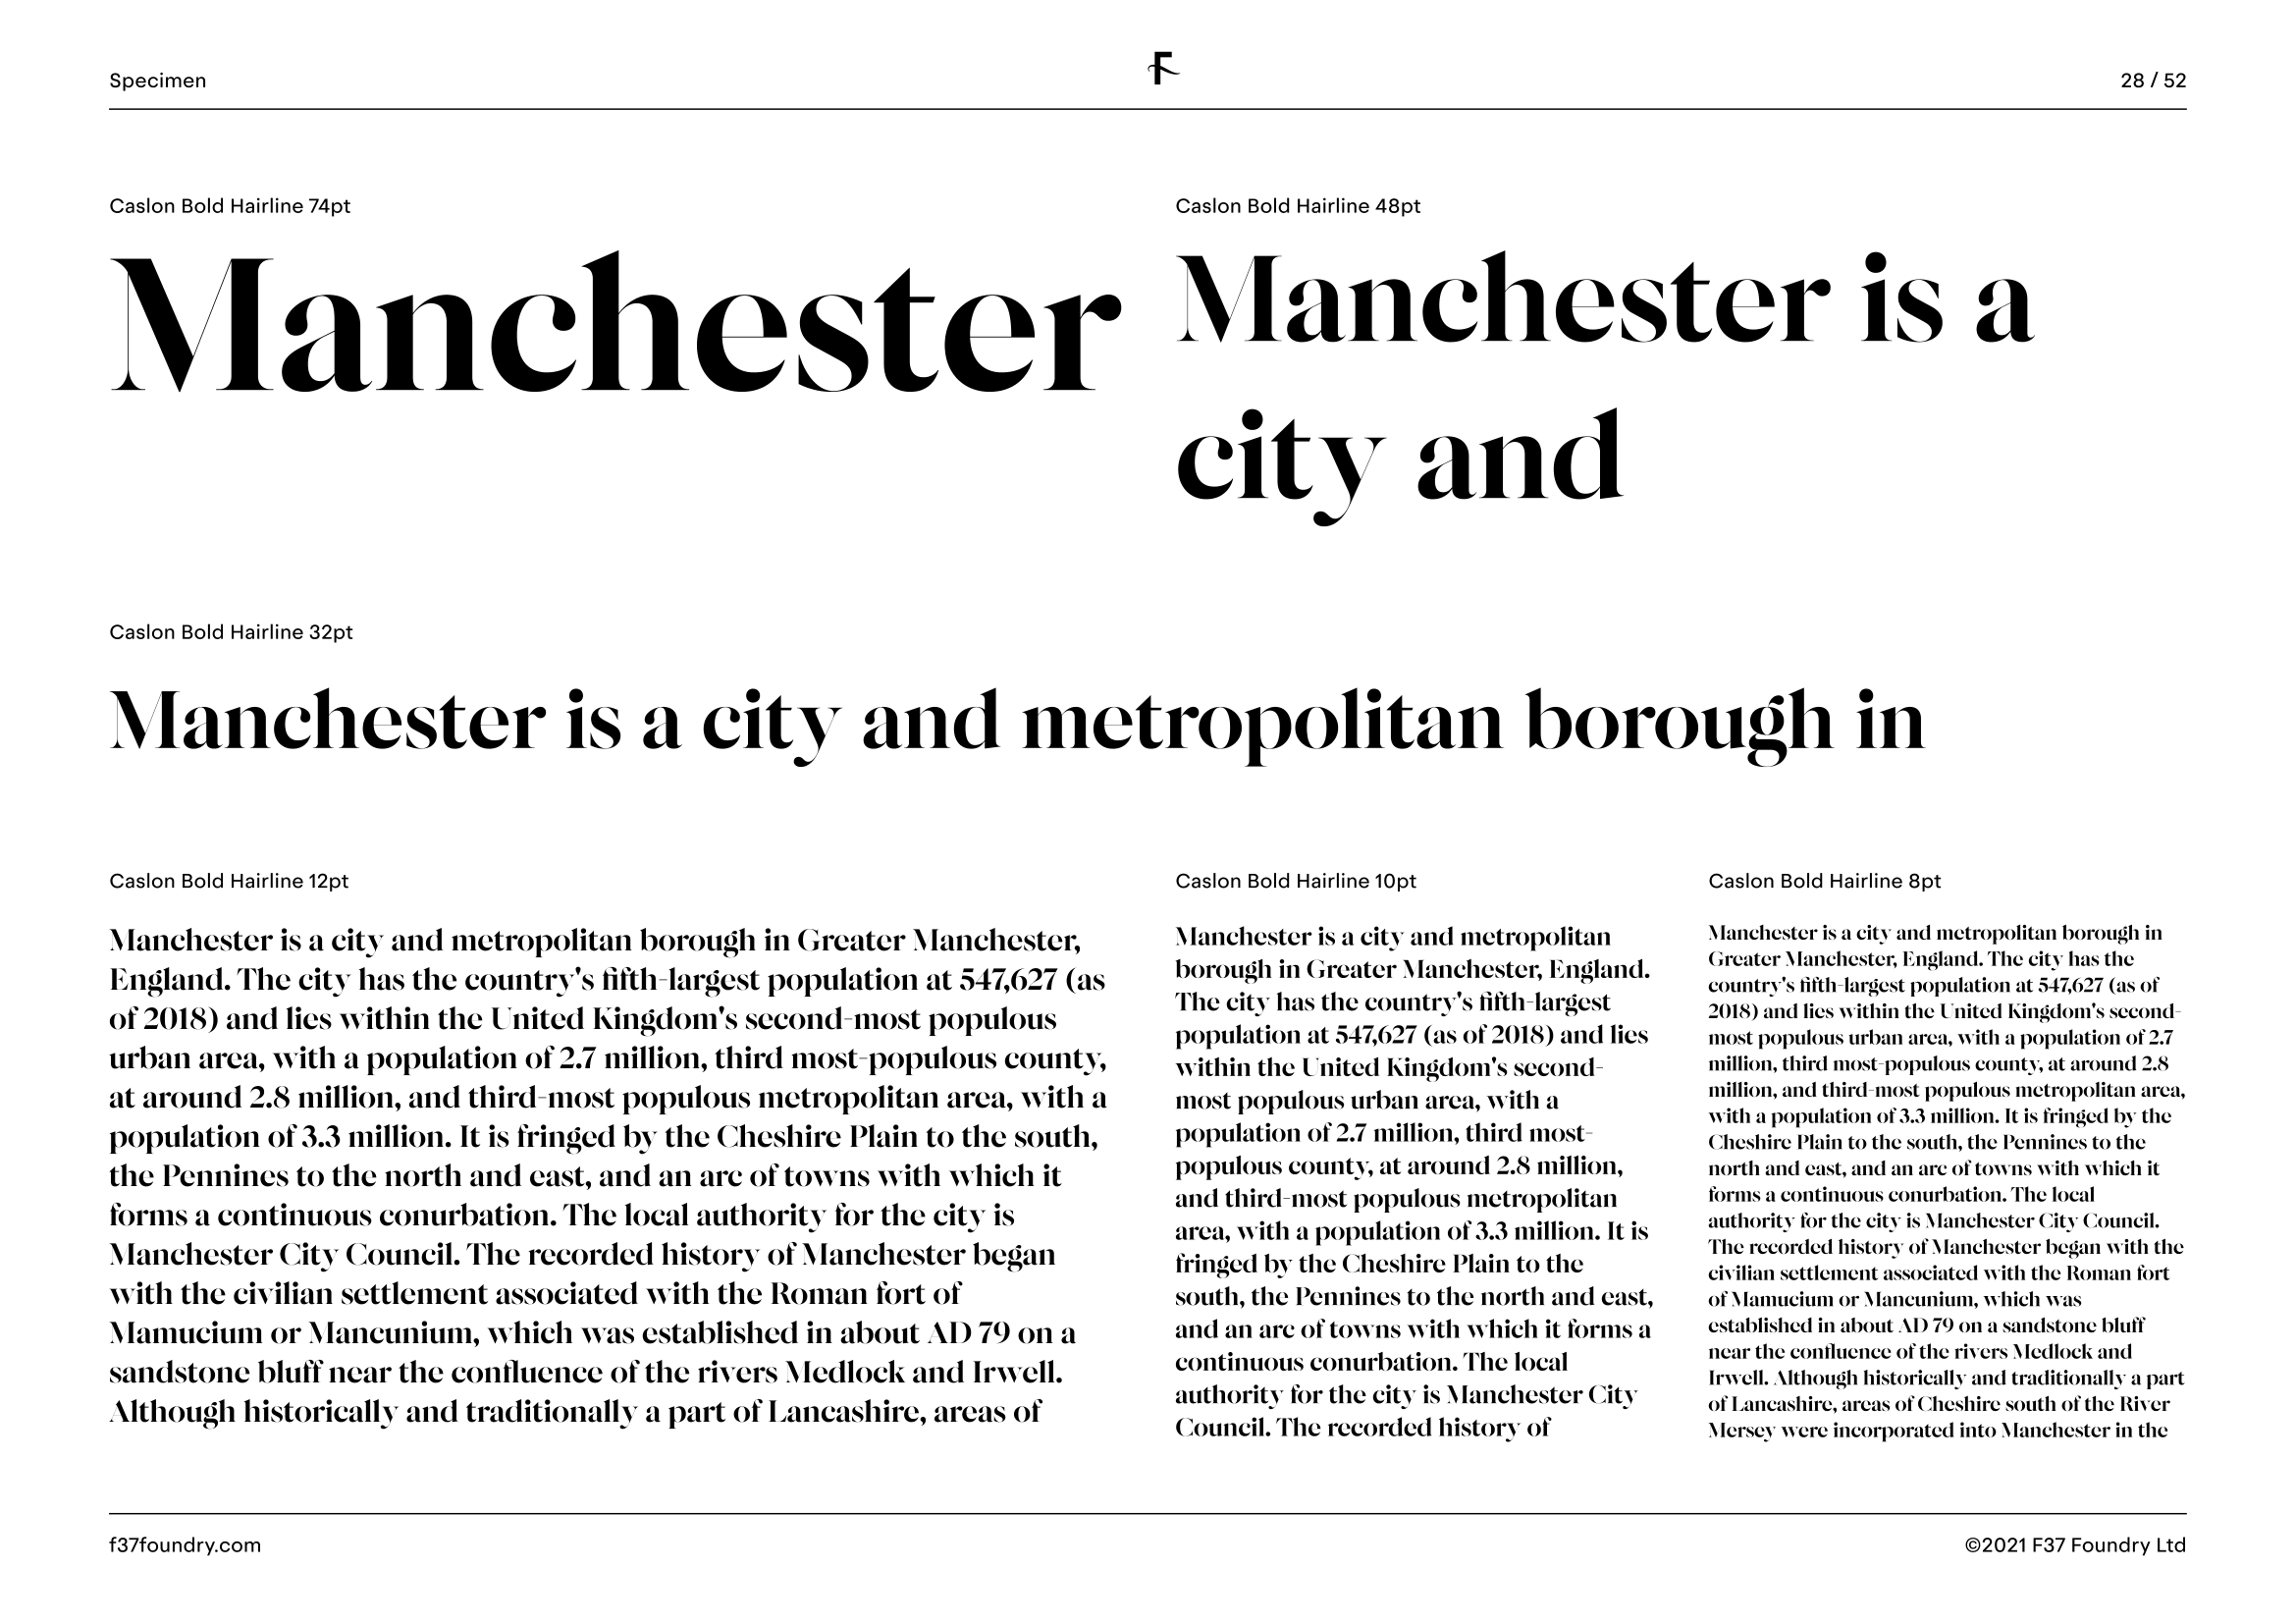 Specimen
F
28 / 52
Caslon Bold Hairline 74pt
Manchester
Caslon Bold Hairline 48pt
Manchester is a
city and
Caslon Bold Hairline 32pt
Manchester is a city and metropolitan borough in
Caslon Bold Hairline 12pt
Manchester is a city and metropolitan borough in Greater Manchester,
England. The city has the country's fifth-largest population at 547,627 (as
of 2018) and lies within the United Kingdom's second-most populous
urban area, with a population of 2.7 million, third most-populous county,
at around 2.8 million, and third-most populous metropolitan area, with a
population of 3.3 million. It is fringed by the Cheshire Plain to the south,
the Pennines to the north and east, and an arc of towns with which it
forms a continuous conurbation. The local authority for the city is
Manchester City Council. The recorded history of Manchester began
with the civilian settlement associated with the Roman fort of
Mamucium or Mancunium, which was established in about AD 79 on a
sandstone bluff near the confluence of the rivers Medlock and Irwell.
Although historically and traditionally a part of Lancashire, areas of
Caslon Bold Hairline 10pt
Manchester is a city and metropolitan
borough in Greater Manchester, England.
The city has the country's fifth-largest
population at 547,627 (as of 2018) and lies
within the United Kingdom's second-
most populous urban area, with a
population of 2.7 million, third most-
populous county, at around 2.8 million,
and third-most populous metropolitan
area, with a population of 3.3 million. It is
fringed by the Cheshire Plain to the
south, the Pennines to the north and east,
and an arc of towns with which it forms a
continuous conurbation. The local
authority for the city is Manchester City
Council. The recorded history of
Caslon Bold Hairline 8pt
Manchester is a city and metropolitan borough in
Greater Manchester, England. The city has the
country's fifth-largest population at 547,627 (as of
2018) and lies within the United Kingdom's second-
most populous urban area, with a population of 2.7
million, third most-populous county, at around 2.8
million, and third-most populous metropolitan area,
with a population of 3.3 million. It is fringed by the
Cheshire Plain to the south, the Pennines to the
north and east, and an arc of towns with which it
forms a continuous conurbation. The local
authority for the city is Manchester City Council.
The recorded history of Manchester began with the
civilian settlement associated with the Roman fort
of Mamucium or Mancunium, which was
established in about AD 79 on a sandstone bluff
near the confluence of the rivers Medlock and
Irwell. Although historically and traditionally a part
of Lancashire, areas of Cheshire south of the River
Mersey were incorporated into Manchester in the
f37foundry.com
©2021 F37 Foundry Ltd